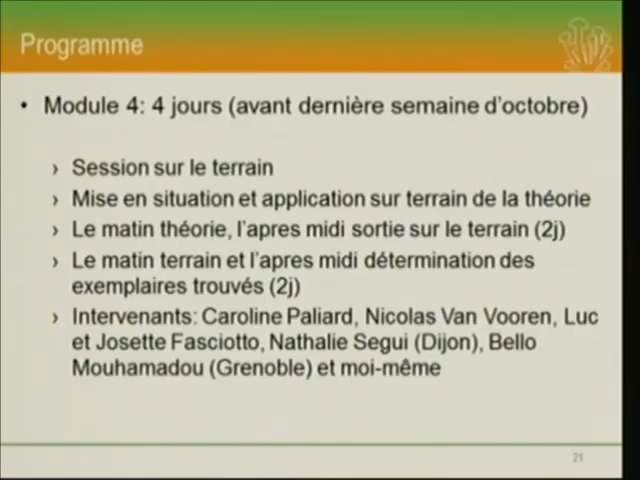 Programme
• Module 4: 4 jours (avant dernière semaine d'octobre)
› Session sur le terrain
› Mise en situation et application sur terrain de la théorie
› Le matin théorie, l'apres midi sortie sur le terrain (2j)
› Le matin terrain et l'apres midi détermination des
exemplaires trouvés (2j)
› Intervenants: Caroline Paliard, Nicolas Van Vooren, Luc
et Josette Fasciotto, Nathalie Segui (Dijon), Bello
Mouhamadou (Grenoble) et moi-même
21